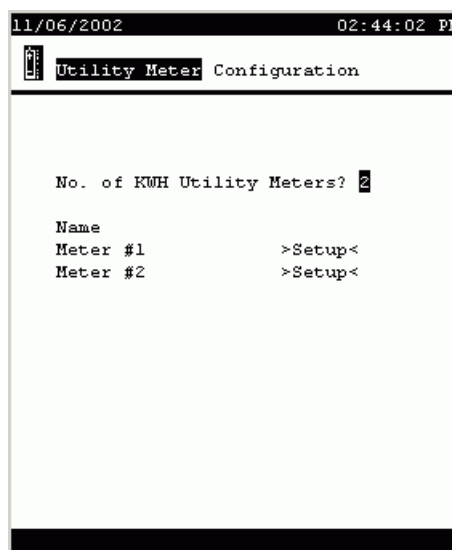 11/06/2002 02:44:02 P
Utility Meter Configuration
No. of KWH Utility Meters? 2
Name
Meter #1 >Setup<
Meter #2 >Setup<